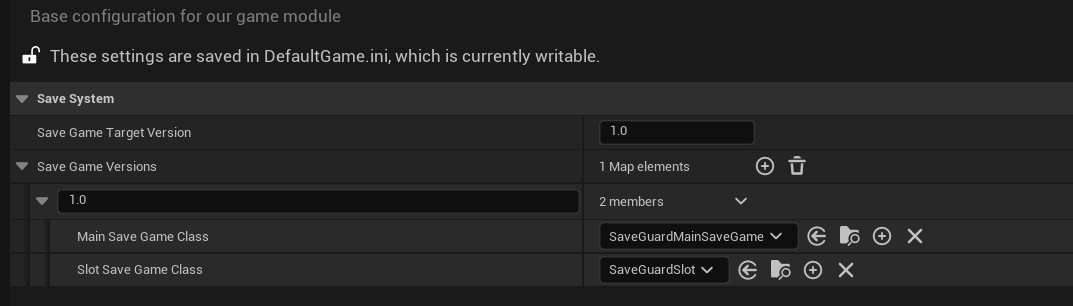 Base configuration for our game module
These settings are saved in DefaultGame.ini, which is currently writable.
Save System
Save Game Target Version 1.0
Save Game Versions 1 Map elements
1.0 2 members
Main Save Game Class SaveGuardMainSaveGame
Slot Save Game Class SaveGuardSlot